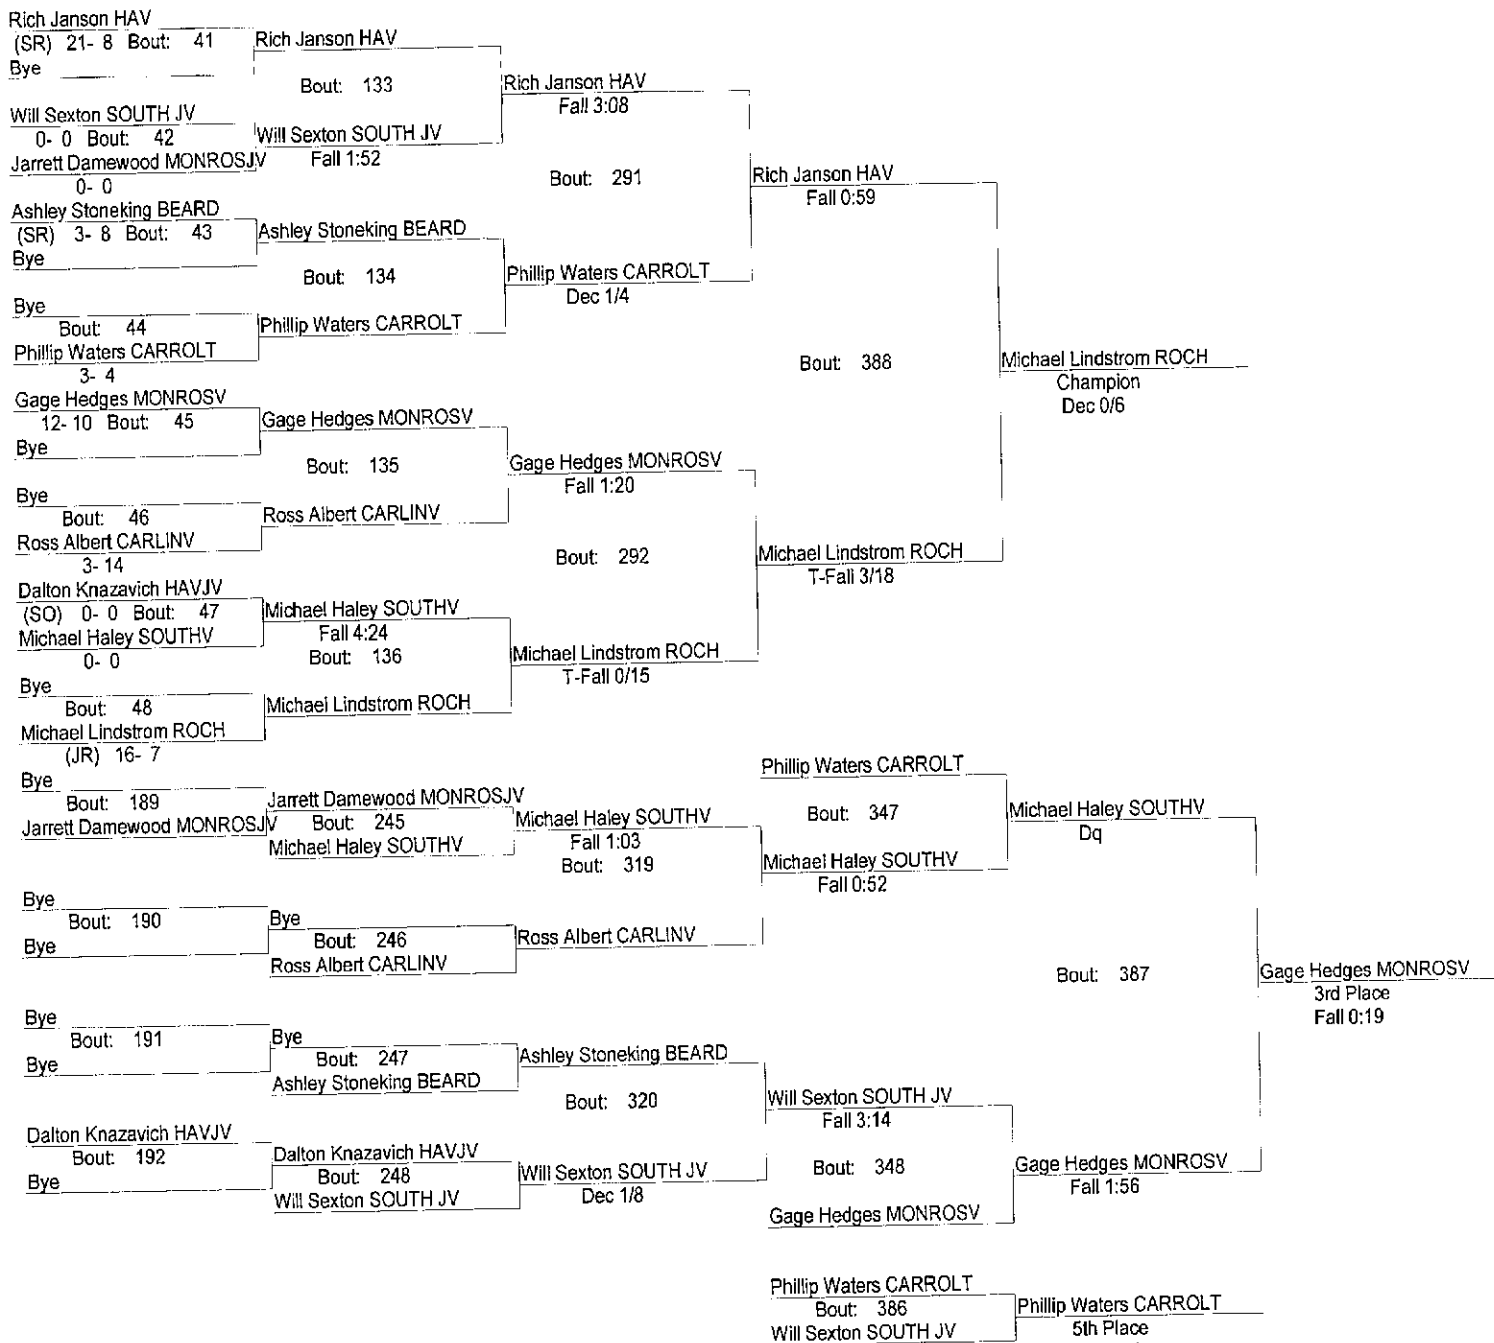 Rich Janson HAV
(SR) 21- 8 Bout: 41
Bye
Will Sexton SOUTH JV
0- 0 Bout: 42
Jarrett Damewood MONROSJV
0- 0
Ashley Stoneking BEARD
(SR) 3- 8 Bout: 43
Bye
Bye
Bout: 44
Phillip Waters CARROLT
3- 4
Gage Hedges MONROSV
12- 10 Bout: 45
Bye
Bye
Bout: 46
Ross Albert CARLINV
3- 14
Dalton Knazavich HAVJV
(SO) 0- 0 Bout: 47
Michael Haley SOUTHV
0- 0
Bye
Bout: 48
Michael Lindstrom ROCH
(JR) 16- 7
Rich Janson HAV
Bout: 133
Will Sexton SOUTH JV
Fall 1:52
Ashley Stoneking BEARD
Bout: 134
Phillip Waters CARROLT
Gage Hedges MONROSV
Bout: 135
Ross Albert CARLINV
Michael Haley SOUTHV
Fall 4:24
Bout: 136
Michael Lindstrom ROCH
Rich Janson HAV
Fall 3:08
Bout: 291
Phillip Waters CARROLT
Dec 1/4
Gage Hedges MONROSV
Fall 1:20
Bout: 292
Michael Lindstrom ROCH
T-Fall 0/15
Rich Janson HAV
Fall 0:59
Bout: 388
Michael Lindstrom ROCH
T-Fall 3/18
Michael Lindstrom ROCH
Champion
Dec 0/6
Bye
Bout: 189
Jarrett Damewood MONROSJV
Bye
Bout: 190
Bye
Bye
Bout: 191
Bye
Dalton Knazavich HAVJV
Bout: 192
Bye
Jarrett Damewood MONROSJV
Bout: 245
Michael Haley SOUTHV
Bye
Bout: 246
Ross Albert CARLINV
Bye
Bout: 247
Ashley Stoneking BEARD
Dalton Knazavich HAVJV
Bout: 248
Will Sexton SOUTH JV
Michael Haley SOUTHV
Fall 1:03
Bout: 319
Ross Albert CARLINV
Ashley Stoneking BEARD
Bout: 320
Will Sexton SOUTH JV
Dec 1/8
Phillip Waters CARROLT
Bout: 347
Michael Haley SOUTHV
Fall 0:52
Will Sexton SOUTH JV
Fall 3:14
Bout: 348
Gage Hedges MONROSV
Michael Haley SOUTHV
Dq
Bout: 387
Gage Hedges MONROSV
Fall 1:56
Gage Hedges MONROSV
3rd Place
Fall 0:19
Phillip Waters CARROLT
Bout: 386
Will Sexton SOUTH JV
Phillip Waters CARROLT
5th Place